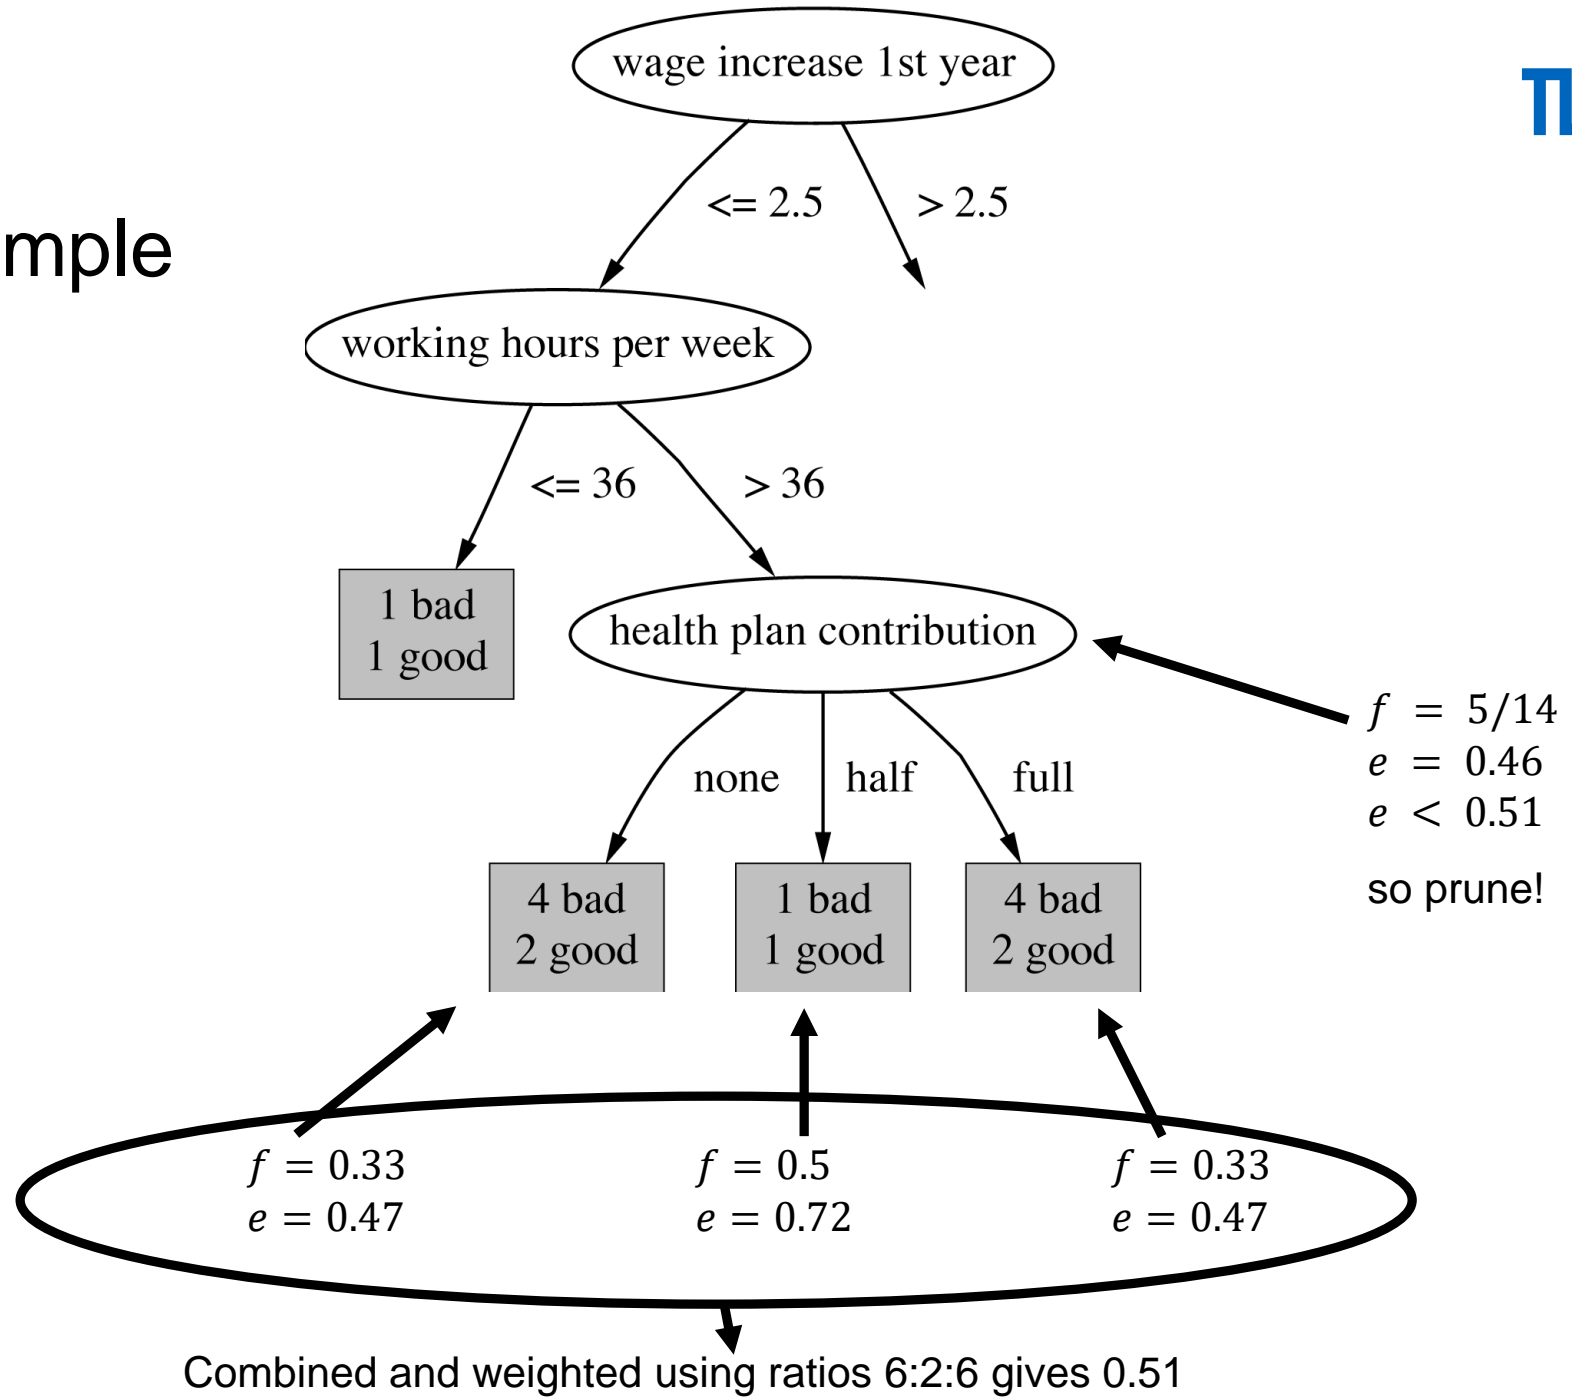 wage increase 1st year
<= 2.5
> 2.5
mple
working hours per week
<= 36
> 36
1 bad
1 good
health plan contribution
f = 5/14
e = 0.46
e < 0.51
so prune!
none
half
full
4 bad
2 good
1 bad
1 good
4 bad
2 good
f = 0.33
e = 0.47
f = 0.5
e = 0.72
f = 0.33
e = 0.47
Combined and weighted using ratios 6:2:6 gives 0.51